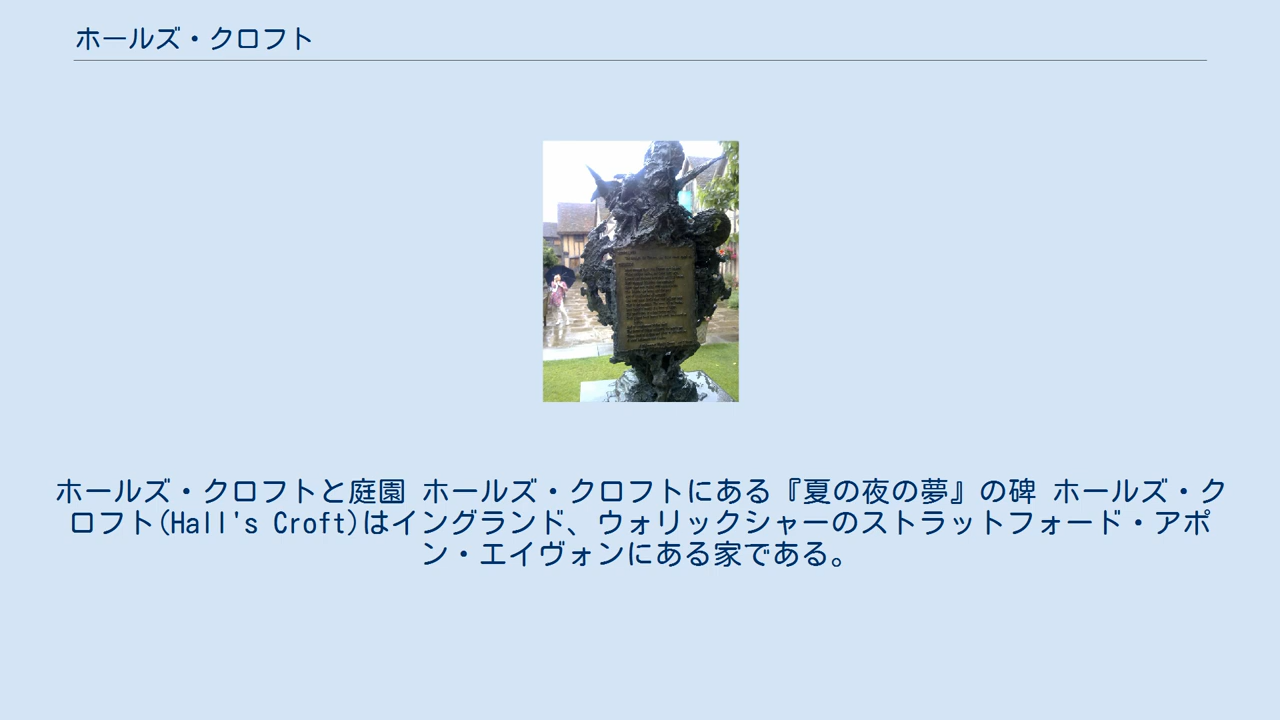 ホールズ・クロフト
ホールズ・クロフトと庭園 ホールズ・クロフトにある『夏の夜の夢』の碑 ホールズ・ク
ロフト(Hall's Croft)はイングランド、ウォリックシャーのストラットフォード・アポ
ン・エイヴォンにある家である。